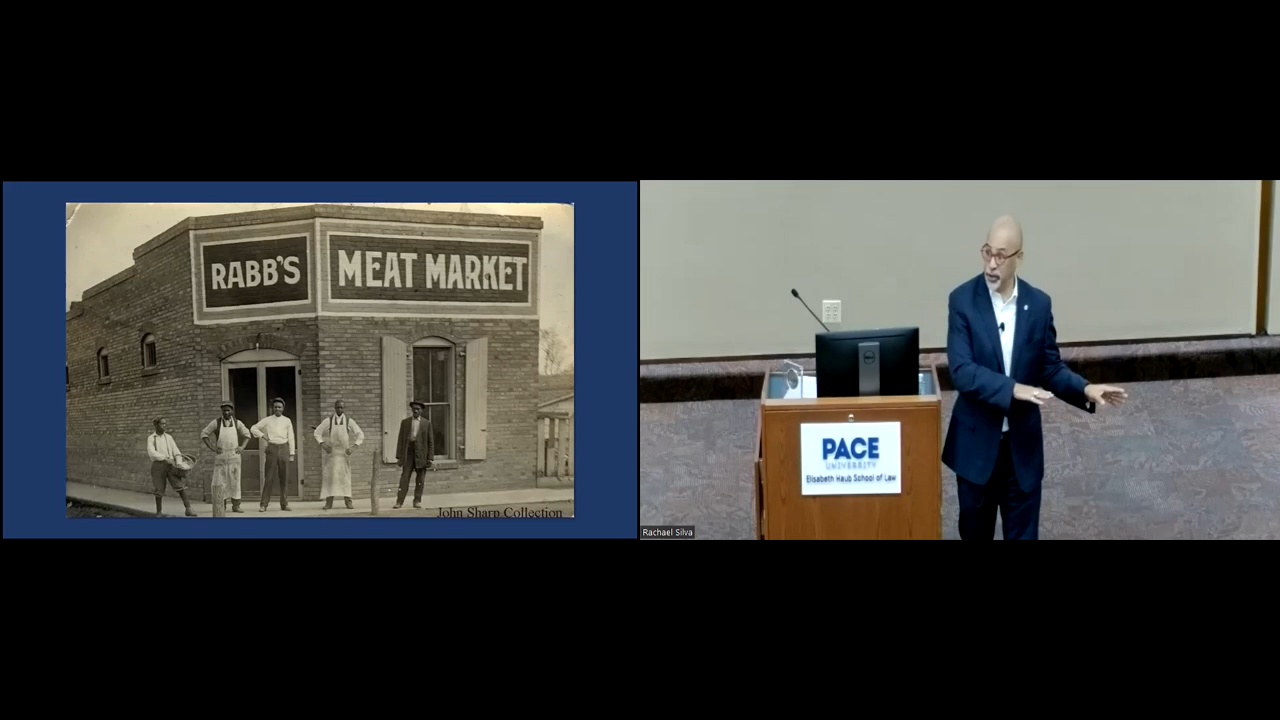 RABB'S
MEAT MARKET
John Sharp Collection
PACE
UNIVERSITY
Elisabeth Haub School of Law
Rachael Silva